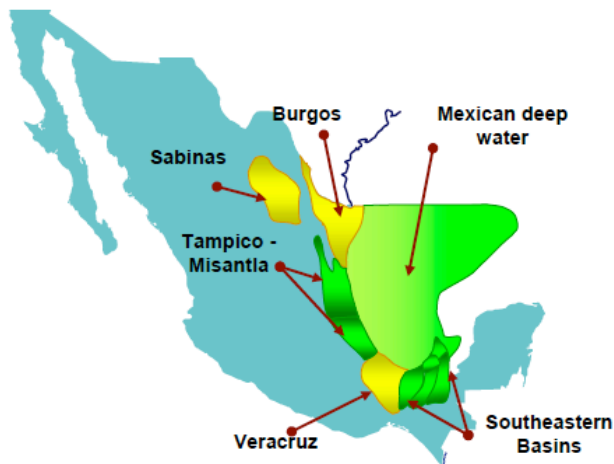 Burgos
Mexican deep
water
Sabinas
Tampico -
Misantla
Veracruz
Southeastern
Basins